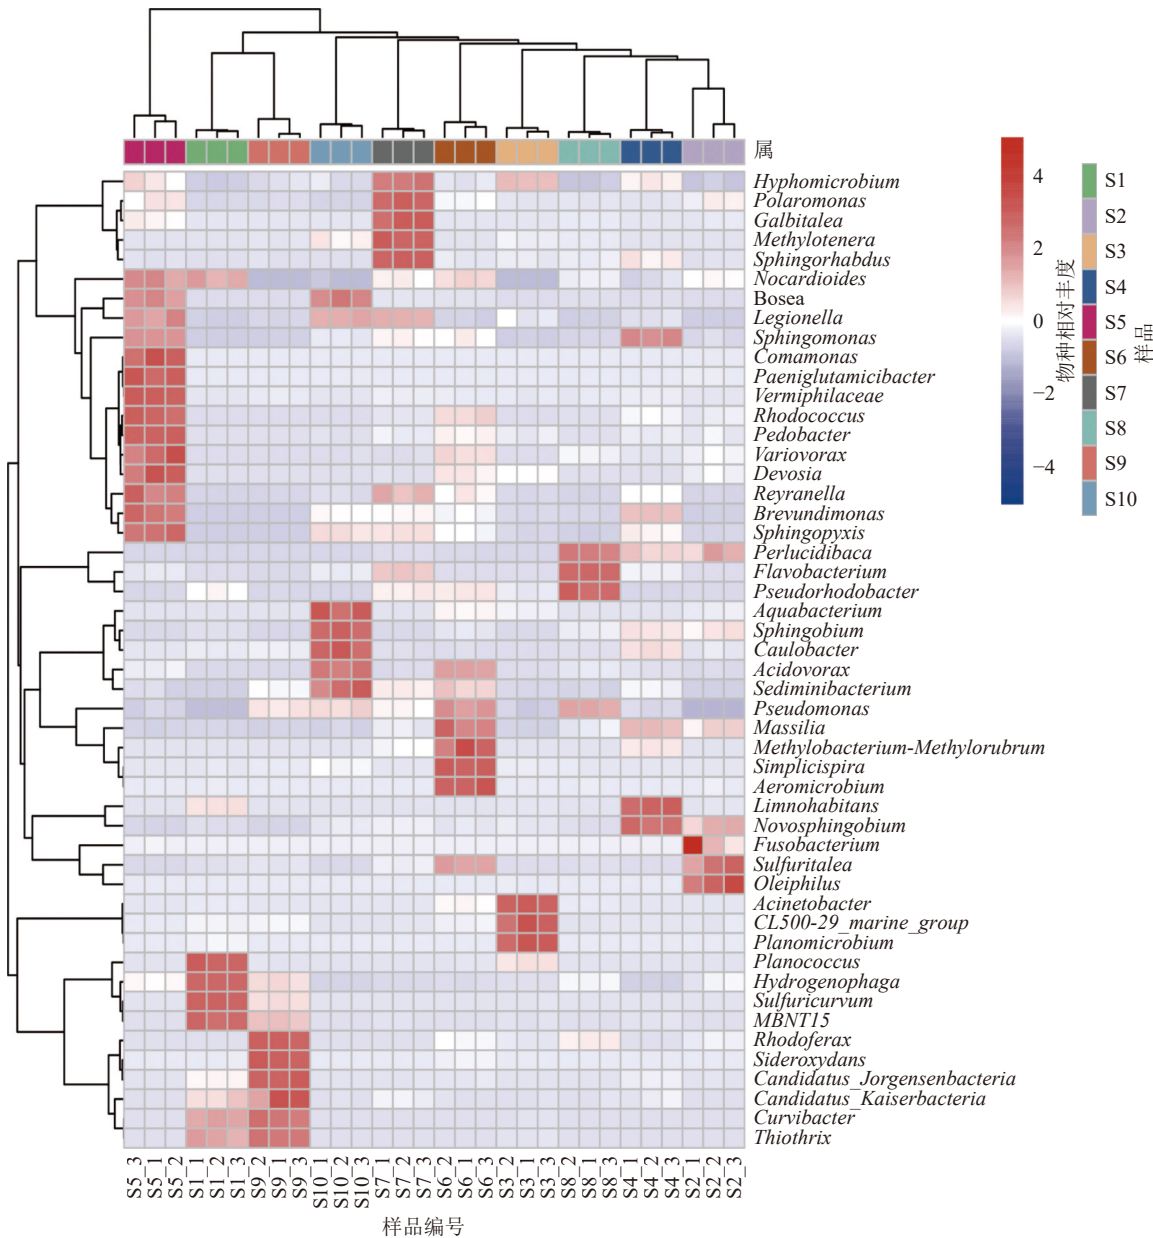 属
Hyphomicrobium
Polaromonas
Galbitalea
Methylotenera
Sphingorhabdus
Nocardioides
Bosea
Legionella
Sphingomonas
Comamonas
Paeniglutamicibacter
Vermiphilaceae
Rhodococcus
Pedobacter
Variovorax
Devosia
Reyranella
Brevundimonas
Sphingopyxis
Perlucidibaca
Flavobacterium
Pseudorhodobacter
Aquabacterium
Sphingobium
Caulobacter
Acidovorax
Sediminibacterium
Pseudomonas
Massilia
Methylobacterium-Methylorubrum
Simplicispira
Aeromicrobium
Limnohabitans
Novosphingobium
Fusobacterium
Sulfuritalea
Oleiphilus
Acinetobacter
CL500-29_marine_group
Planomicrobium
Planococcus
Hydrogenophaga
Sulfuricurvum
MBNT15
Rhodoferax
Sideroxydans
Candidatus_Jorgensenbacteria
Candidatus_Kaiserbacteria
Curvibacter
Thiothrix
4
2
0
−2
−4
物种相对丰度
S1
S2
S3
S4
S5
S6
S7
S8
S9
S10
样品
S5_3
S5_1
S5_2
S1_1
S1_2
S1_3
S9_2
S9_1
S9_3
S10_1
S10_2
S10_3
S7_1
S7_2
S7_3
S6_2
S6_1
S6_3
S3_2
S3_1
S3_3
S8_2
S8_1
S8_3
S4_1
S4_2
S4_3
S2_1
S2_2
S2_3
样品编号